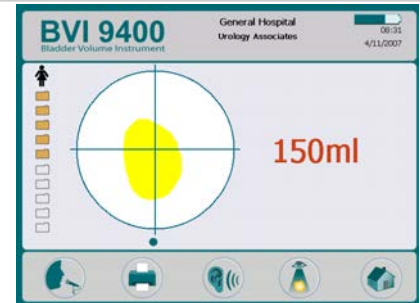 BVI 9400
Bladder Volume Instrument
General Hospital
Urology Associates
08:31
4/11/2007
150ml